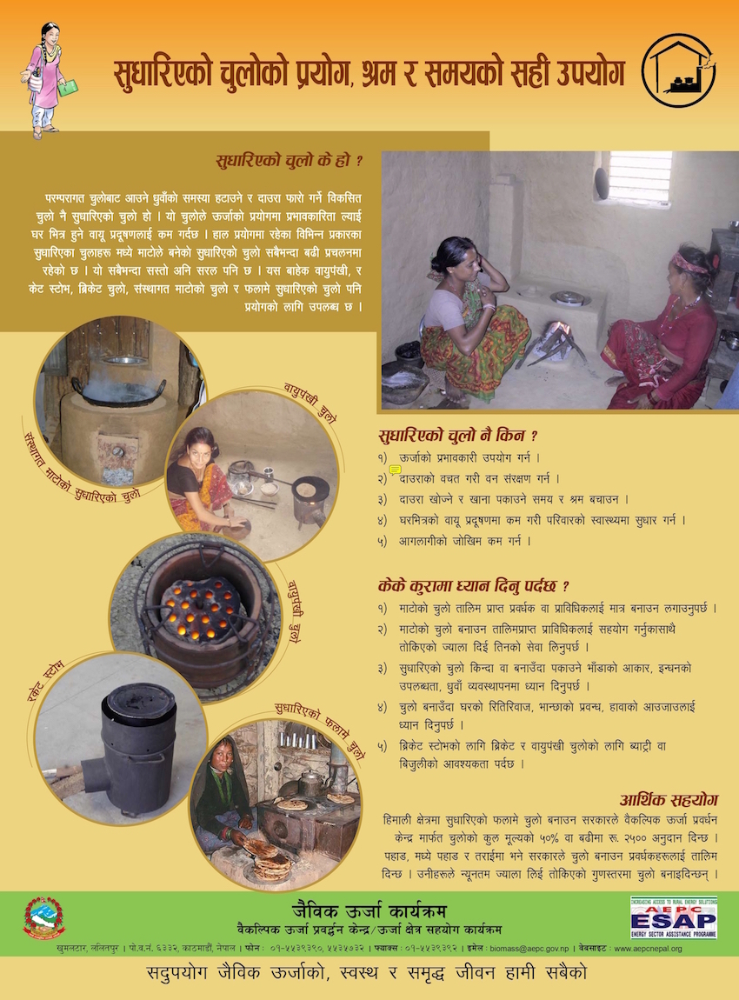 सुधारिएको चुलोको प्रयोग, श्रम र समयको सही उपयोग
सुधारिएको चुलो के हो ?
परम्परागत चुलोबाट आउने धुवाँको समस्या हटाउने र दाउरा फारो गर्ने विकसित
चुलो नै सुधारिएको चुलो हो । यो चुलोले ऊर्जाको प्रयोगमा प्रभावकारिता ल्याई
घर भित्र हुने वायू प्रदूषणलाई कम गर्दछ । हाल प्रयोगमा रहेका विभिन्न प्रकारका
सुधारिएका चुलाहरू मध्ये माटोले बनेको सुधारिएको चुलो सबैभन्दा बढी प्रचलनमा
रहेको छ । यो सबैभन्दा सस्तो अनि सरल पनि छ । यस बाहेक वायुपंखी, र
केट स्टोभ, ब्रिकेट चुलो, संस्थागत माटोको चुलो र फलामे सुधारिएको चुलो पनि
प्रयोगको लागि उपलब्ध छ ।
संस्थागत माटोको सुधारिएको चुलो
वायुपंखी चुलो
वायुपंखी चुलो
रकेट स्टोभ
सुधारिएको फलामे चुलो
सुधारिएको चुलो नै किन ?
१) ऊर्जाको प्रभावकारी उपयोग गर्न ।
२) दाउराको वचत गरी वन संरक्षण गर्न ।
३) दाउरा खोज्ने र खाना पकाउने समय र श्रम बचाउन ।
४) घरभित्रको वायू प्रदूषणमा कम गरी परिवारको स्वास्थ्यमा सुधार गर्न ।
५) आगलागीको जोखिम कम गर्न ।
केके कुरामा ध्यान दिनु पर्दछ ?
१) माटोको चुलो तालिम प्राप्त प्रवर्धक वा प्राविधिकलाई मात्र बनाउन लगाउनुपर्छ ।
२) माटोको चुलो बनाउन तालिमप्राप्त प्राविधिकलाई सहयोग गर्नुकासाथै
तोकिएको ज्याला दिई तिनको सेवा लिनुपर्छ ।
३) सुधारिएको चुलो किन्दा वा बनाउँदा पकाउने भाँडाको आकार, इन्धनको
उपलब्धता, धुवाँ व्यवस्थापनमा ध्यान दिनुपर्छ ।
४) चुलो बनाउँदा घरको रितिरिवाज, भान्छाको प्रवन्ध, हावाको आउजाउलाई
ध्यान दिनुपर्छ ।
५) ब्रिकेट स्टोभको लागि ब्रिकेट र वायुपंखी चुलोको लागि ब्याट्री वा
बिजुलीको आवश्यकता पर्दछ ।
आर्थिक सहयोग
हिमाली क्षेत्रमा सुधारिएको फलामे चुलो बनाउन सरकारले वैकल्पिक ऊर्जा प्रवर्धन
केन्द्र मार्फत चुलोको कुल मूल्यको ५०% वा बढीमा रू. २५०० अनुदान दिन्छ ।
पहाड, मध्ये पहाड र तराईमा भने सरकारले चुलो बनाउन प्रवर्धकहरूलाई तालिम
दिन्छ । उनीहरूले न्यूनतम ज्याला लिई तोकिएको गुणस्तरमा चुलो बनाइदिन्छन् ।
जैविक ऊर्जा कार्यक्रम
वैकल्पिक ऊर्जा प्रवर्द्धन केन्द्र/ऊर्जा क्षेत्र सहयोग कार्यक्रम
खुमलटार, ललितपुर । पो.व.नं. ६३३२, काठमाडौं, नेपाल । फोन : ०१-५५३९३९०, ५५३५७३२ । फ्याक्स : ०१-५५३९३९२ । इमेल : biomass@aepc.gov.np । वेबसाइट : www.aepcnepal.org
INCREASING ACCESS TO RURAL ENERGY SOLUTIONS
AEPC
ESAP
ENERGY SECTOR ASSISTANCE PROGRAMME
सदुपयोग जैविक ऊर्जाको, स्वस्थ र समृद्ध जीवन हामी सबैको